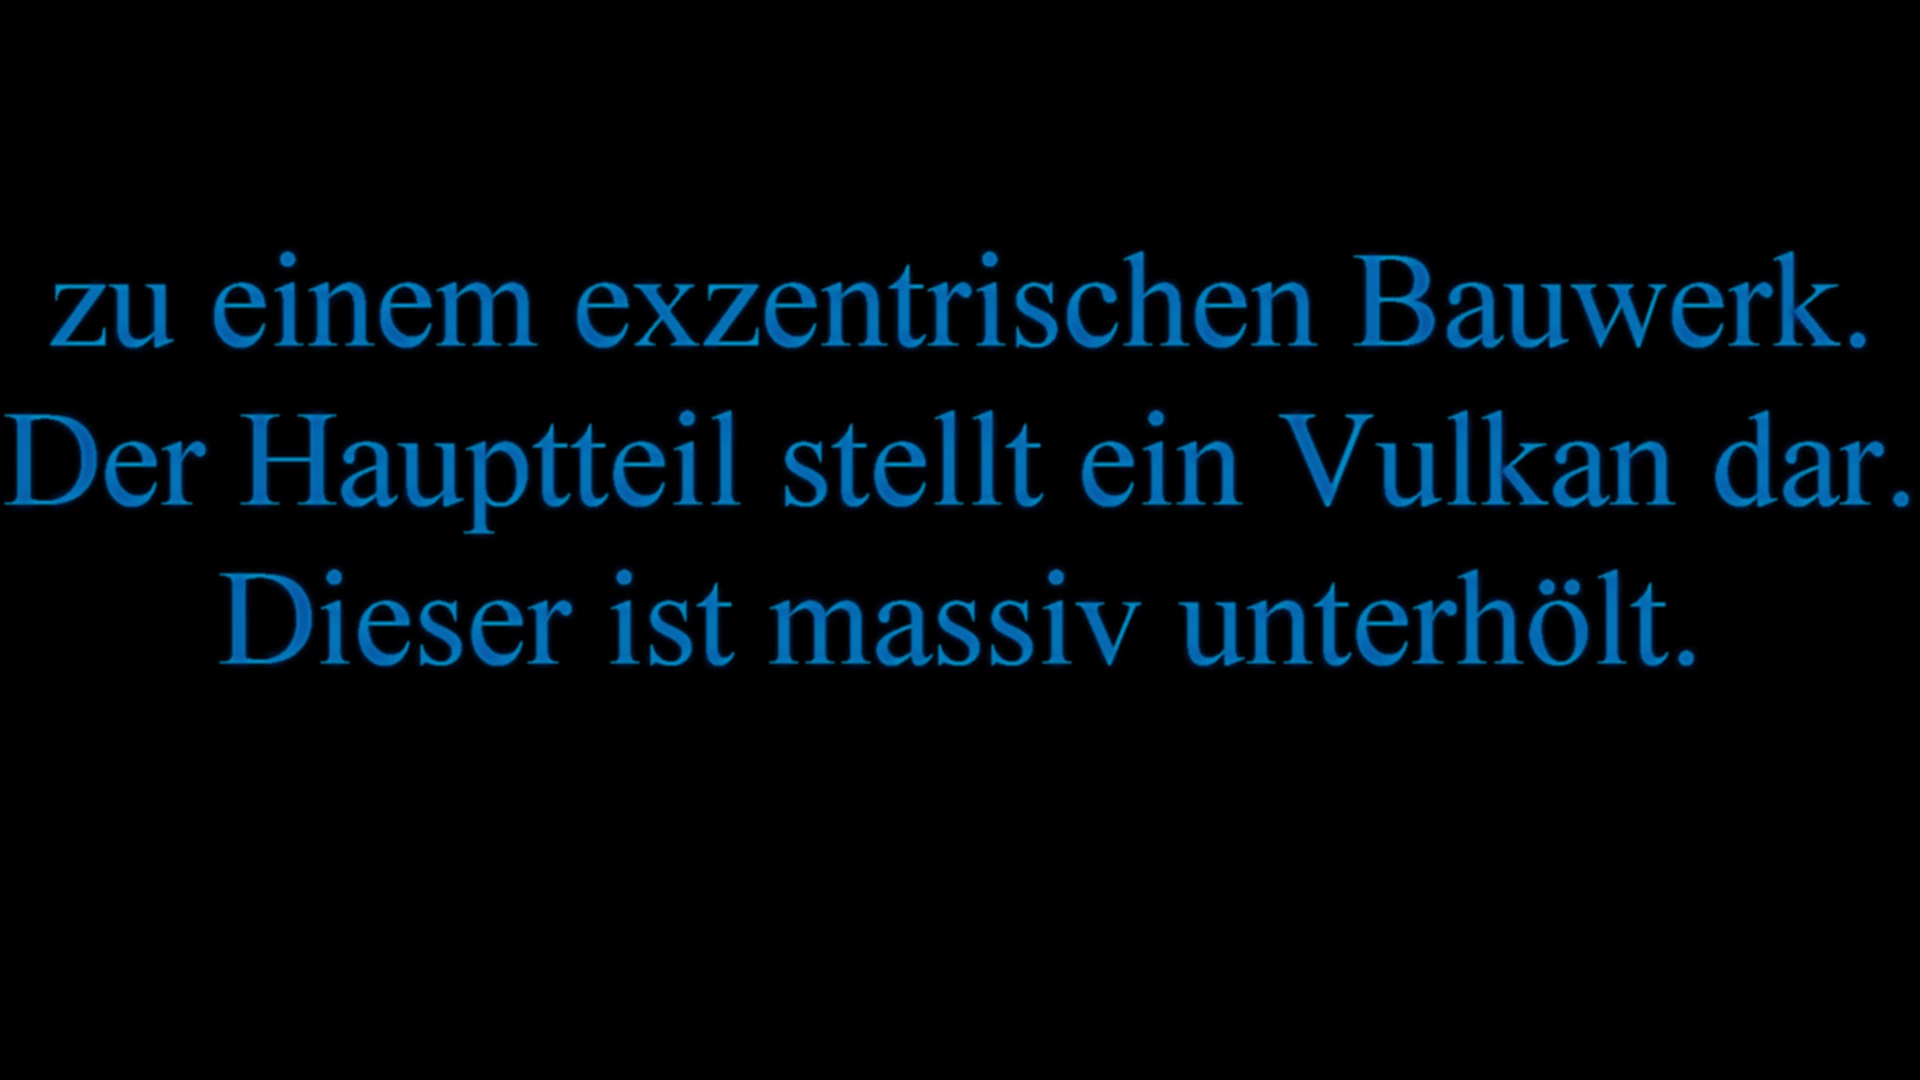 zu einem exzentrischen Bauwerk.
Der Hauptteil stellt ein Vulkan dar.
Dieser ist massiv unterhölt.